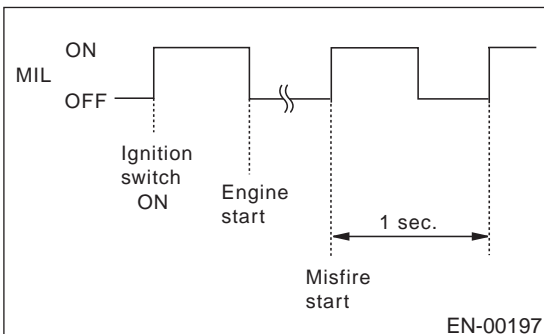 ON
MIL
OFF
Ignition
switch
ON
Engine
start
1 sec.
Misfire
start
EN-00197